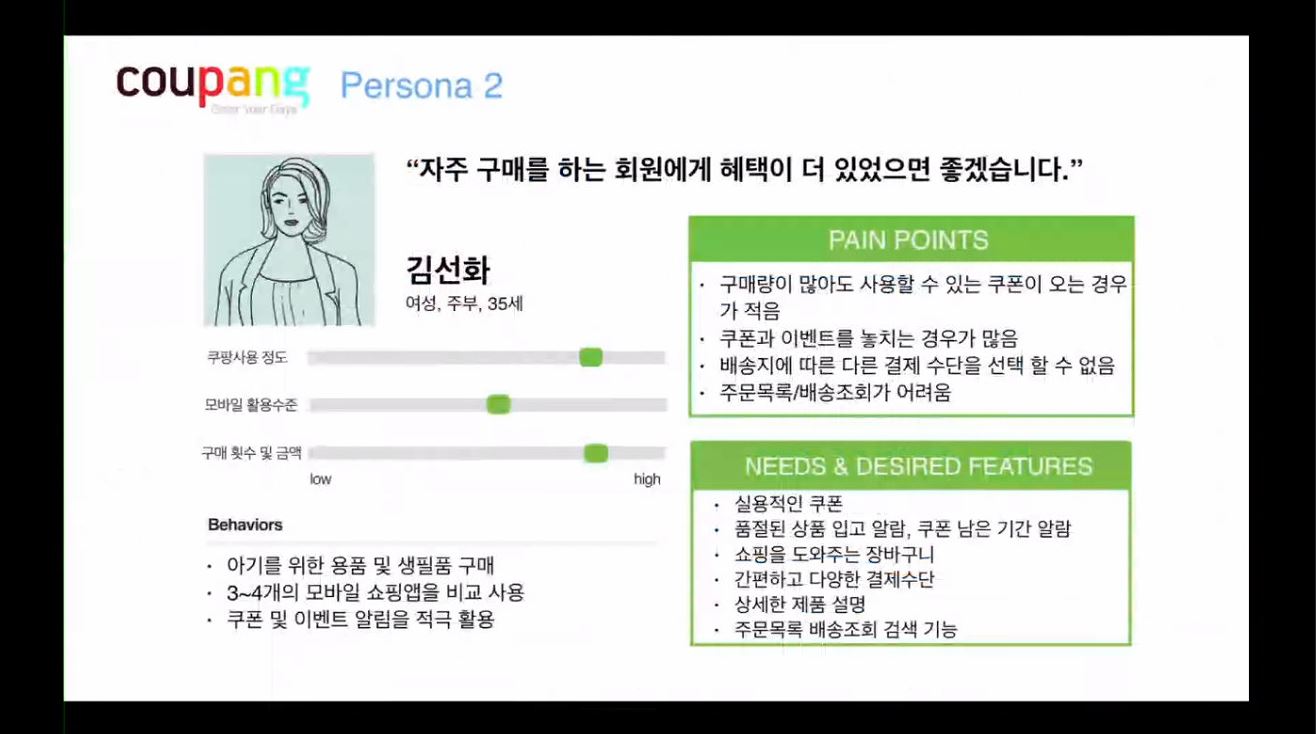 coupang
Persona 2
“자주 구매를 하는 회원에게 혜택이 더 있었으면 좋겠습니다.”
김선화
여성, 주부, 35세
쿠팡사용 정도
모바일 활용수준
구매 횟수 및 금액
low high
Behaviors
· 아기를 위한 용품 및 생필품 구매
· 3~4개의 모바일 쇼핑앱을 비교 사용
· 쿠폰 및 이벤트 알림을 적극 활용
PAIN POINTS
· 구매량이 많아도 사용할 수 있는 쿠폰이 오는 경우
가 적음
· 쿠폰과 이벤트를 놓치는 경우가 많음
· 배송지에 따른 다른 결제 수단을 선택 할 수 없음
· 주문목록/배송조회가 어려움
NEEDS & DESIRED FEATURES
· 실용적인 쿠폰
· 품절된 상품 입고 알람, 쿠폰 남은 기간 알람
· 쇼핑을 도와주는 장바구니
· 간편하고 다양한 결제수단
· 상세한 제품 설명
· 주문목록 배송조회 검색 기능